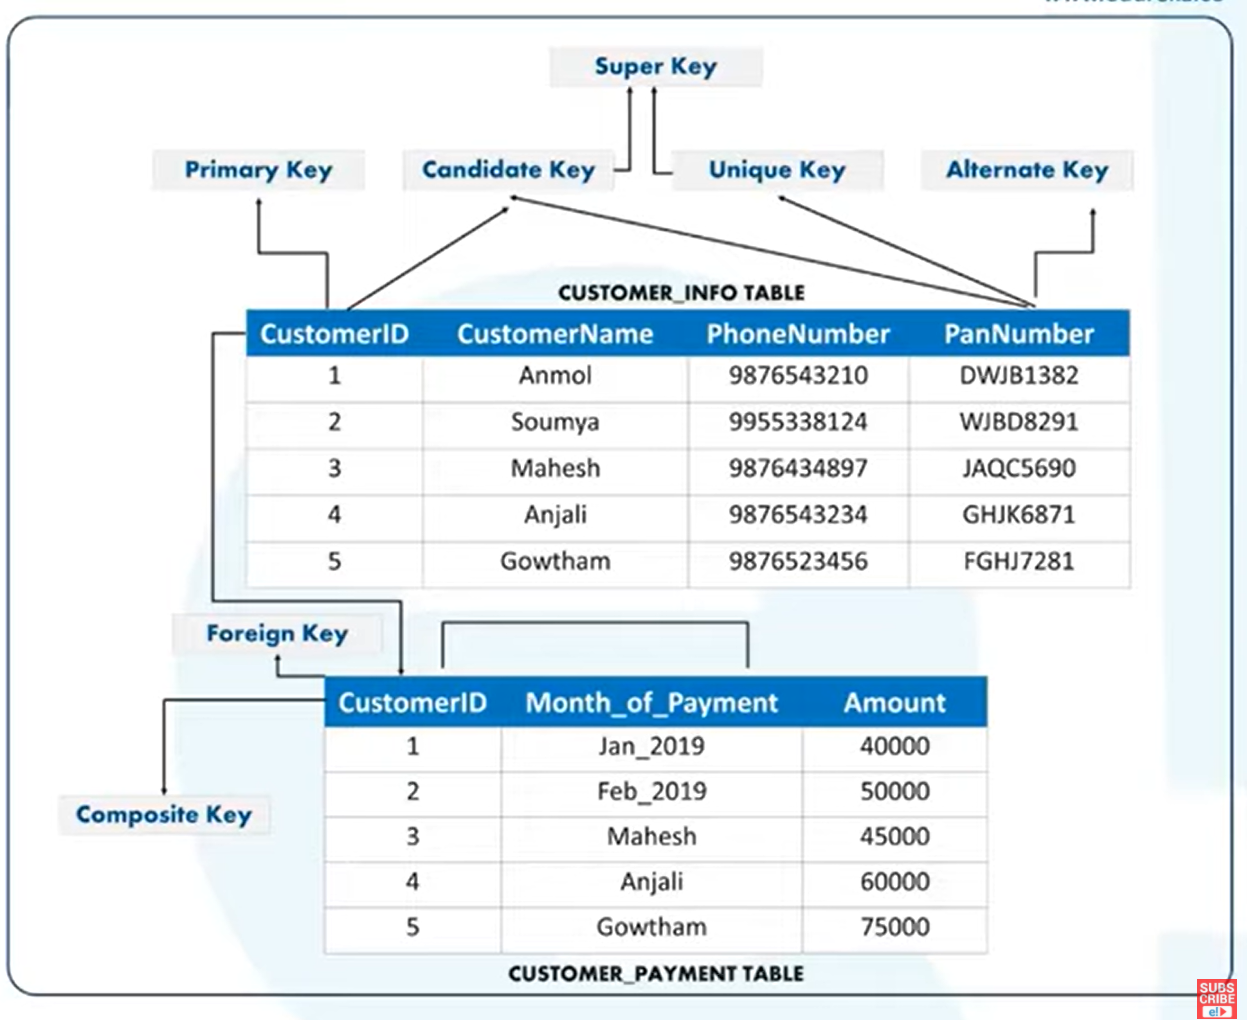 Super Key
Primary Key Candidate Key Unique Key Alternate Key
CUSTOMER_INFO TABLE
CustomerID CustomerName PhoneNumber PanNumber
1 Anmol 9876543210 DWJB1382
2 Soumya 9955338124 WJBD8291
3 Mahesh 9876434897 JAQC5690
4 Anjali 9876543234 GHJK6871
5 Gowtham 9876523456 FGHJ7281
Foreign Key
CustomerID Month_of_Payment Amount
1 Jan_2019 40000
2 Feb_2019 50000
3 Mahesh 45000
4 Anjali 60000
5 Gowtham 75000
Composite Key
CUSTOMER_PAYMENT TABLE
SUBS
CRIBE
e!